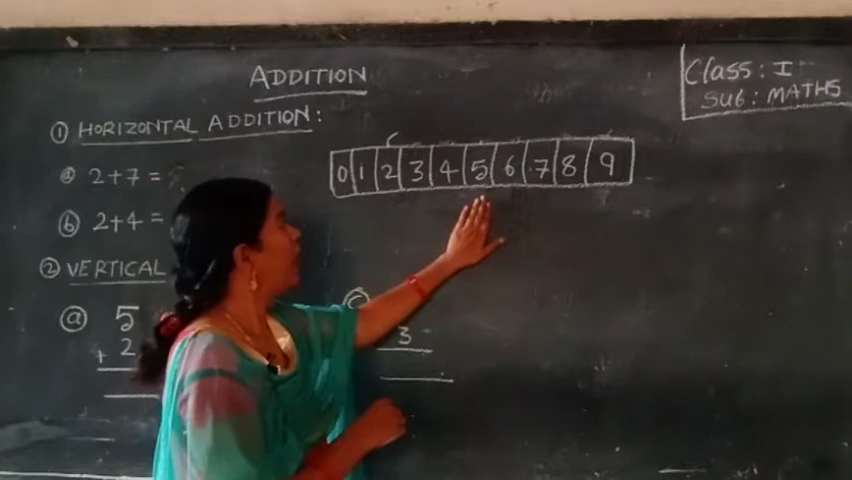 ADDITION
Class: I
Sub: MATHS
① HORIZONTAL ADDITION:
ⓐ 2+7=
0 1 2 3 4 5 6 7 8 9
ⓑ 2+4=
② VERTICAL
ⓐ 5
+ 2
ⓒ
3